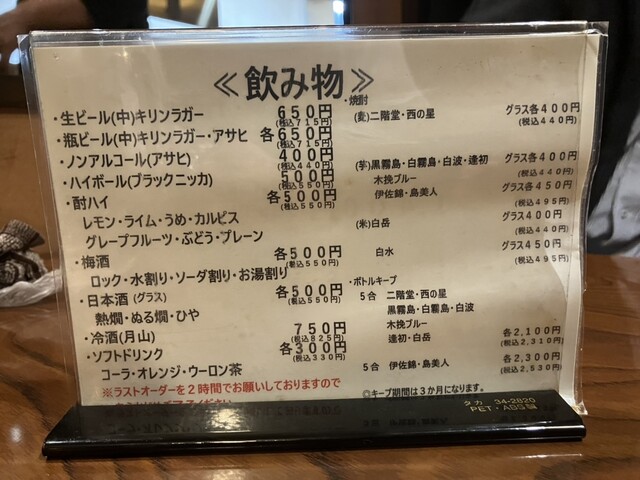 ≪飲み物≫
・生ビール(中)キリンラガー 650円
(税込715円)
・瓶ビール(中)キリンラガー・アサヒ 各650円
(税込715円)
・ノンアルコール(アサヒ) 400円
(税込440円)
・ハイボール(ブラックニッカ) 500円
(税込550円)
・酎ハイ 各500円
(税込550円)
レモン・ライム・うめ・カルピス
グレープフルーツ・ぶどう・プレーン
・梅酒 各500円
(税込550円)
ロック・水割り・ソーダ割り・お湯割り
・日本酒(グラス) 各500円
(税込550円)
熱燗・ぬる燗・ひや
・冷酒(月山) 750円
(税込825円)
・ソフトドリンク 各300円
(税込330円)
コーラ・オレンジ・ウーロン茶
※ラストオーダーを2時間でお願いしておりますので
・焼酎
(麦)二階堂・西の星 グラス各400円
(税込440円)
(芋)黒霧島・白霧島・白波・逢初 グラス各400円
木挽ブルー (税込440円)
伊佐錦・島美人 グラス各450円
(税込495円)
(米)白岳 グラス400円
(税込440円)
白水 グラス450円
(税込495円)
・ボトルキープ
5合 二階堂・西の星
黒霧島・白霧島・白波
木挽ブルー
逢初・白岳 各2,100円
(税込2,310円)
5合 伊佐錦・島美人 各2,300円
(税込2,530円)
◎キープ期間は3か月になります。
タカ 34-2820
PET・ABS製